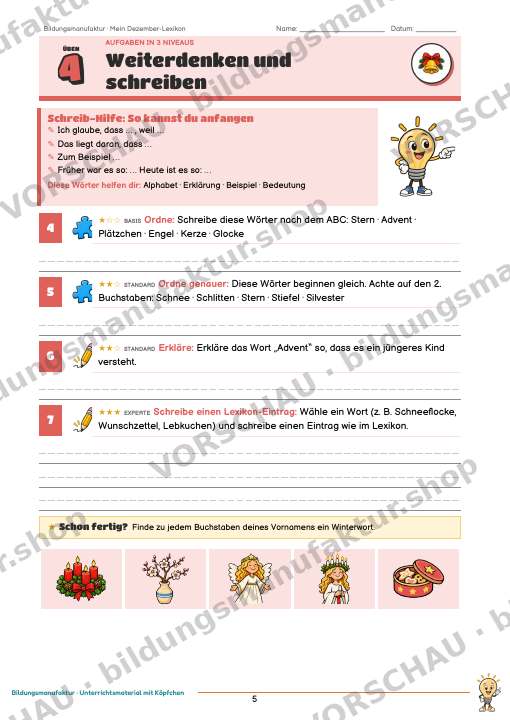 Bildungsmanufaktur · Mein Dezember-Lexikon
Name: ____________________ Datum: __________
ÜBEN
4
AUFGABEN IN 3 NIVEAUS
Weiterdenken und
schreiben
Schreib-Hilfe: So kannst du anfangen
Ich glaube, dass …, weil …
Das liegt daran, dass …
Zum Beispiel …
Früher war es so: … Heute ist es so: …
Diese Wörter helfen dir: Alphabet · Erklärung · Beispiel · Bedeutung
4
★☆☆ BASIS Ordne: Schreibe diese Wörter nach dem ABC: Stern · Advent ·
Plätzchen · Engel · Kerze · Glocke
5
★★☆ STANDARD Ordne genauer: Diese Wörter beginnen gleich. Achte auf den 2.
Buchstaben: Schnee · Schlitten · Stern · Stiefel · Silvester
6
★★☆ STANDARD Erkläre: Erkläre das Wort „Advent“ so, dass es ein jüngeres Kind
versteht.
7
★★★ EXPERTE Schreibe einen Lexikon-Eintrag: Wähle ein Wort (z. B. Schneeflocke,
Wunschzettel, Lebkuchen) und schreibe einen Eintrag wie im Lexikon.
★ Schon fertig? Finde zu jedem Buchstaben deines Vornamens ein Winterwort.
Bildungsmanufaktur · Unterrichtsmaterial mit Köpfchen
5
VORSCHAU · bildungsmanufaktur.shop